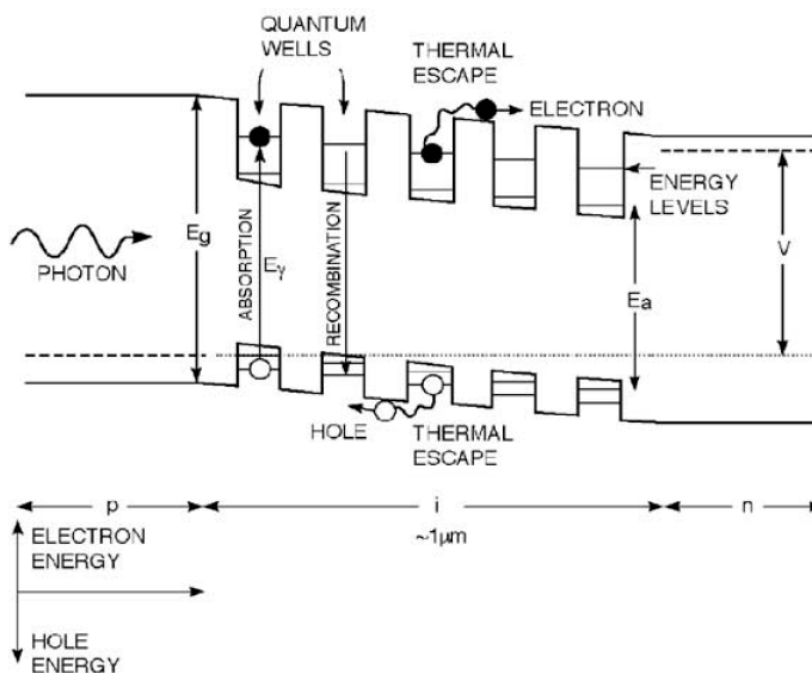 QUANTUM
WELLS
THERMAL
ESCAPE
ELECTRON
ENERGY
LEVELS
Eg
PHOTON
ABSORPTION
Eγ
RECOMBINATION
Ea
V
HOLE
THERMAL
ESCAPE
p
i
n
~1μm
ELECTRON
ENERGY
HOLE
ENERGY